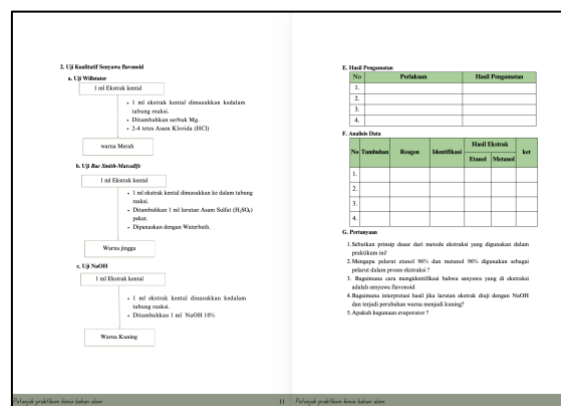 2. Uji Kualitatif Senyawa flavonoid
a. Uji Willstater
1 ml Ekstrak kental
• 1 ml ekstrak kental dimasukkan kedalam
tabung reaksi.
• Ditambahkan serbuk Mg.
• 2-4 tetes Asam Klorida (HCl)
warna Merah
b. Uji Bae Smith-Matcalfe
1 ml Ekstrak kental
• 1 ml ekstrak kental dimasukkan ke dalam tabung
reaksi.
• Ditambahkan 1 ml larutan Asam Sulfat (H₂SO₄)
pekat.
• Dipanaskan dengan Waterbath.
Warna jingga
c. Uji NaOH
1 ml Ekstrak kental
• 1 ml ekstrak kental dimasukkan kedalam
tabung reaksi.
• Ditambahkan 1 ml NaOH 10%
Warna Kuning
Petunjuk praktikum kimia bahan alam
11
E. Hasil Pengamatan
No Perlakuan Hasil Pengamatan
1.
2.
3.
4.
F. Analisis Data
No Tumbuhan Reagen Identifikasi Hasil Ekstrak ket
Etanol Metanol
1.
2.
3.
4.
G. Pertanyaan
1. Sebutkan prinsip dasar dari metode ekstraksi yang digunakan dalam
praktikum ini!
2. Mengapa pelarut etanol 96% dan metanol 96% digunakan sebagai
pelarut dalam proses ekstraksi ?
3. Bagaimana cara mengidentifikasi bahwa senyawa yang di ekstraksi
adalah senyawa flavonoid
4. Bagaimana interpretasi hasil jika larutan ekstrak diuji dengan NaOH
dan terjadi perubahan warna menjadi kuning?
5. Apakah kegunaan evaporator ?
Petunjuk praktikum kimia bahan alam